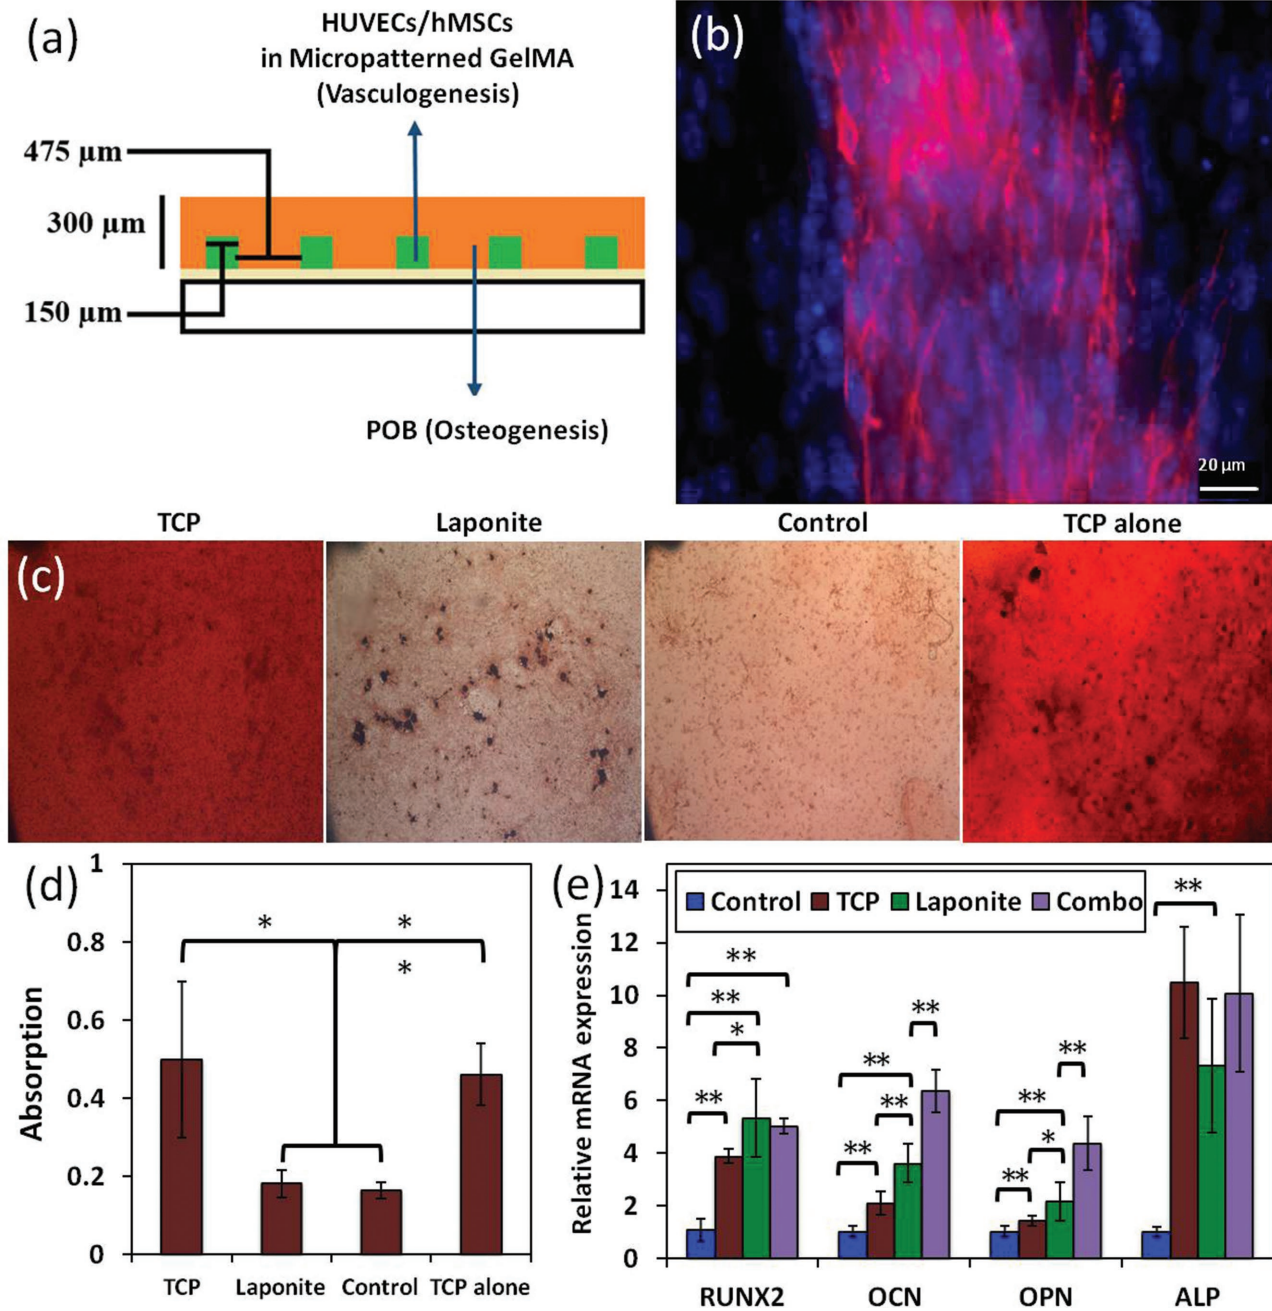 (a)
HUVECs/hMSCs
in Micropatterned GelMA
(Vasculogenesis)
475 µm
300 µm
150 µm
POB (Osteogenesis)
(b)
20 µm
TCP
Laponite
Control
TCP alone
(c)
(d)
1
0.8
0.6
0.4
0.2
0
Absorption
*
*
*
TCP
Laponite
Control
TCP alone
(e)
14
12
10
8
6
4
2
0
Relative mRNA expression
Control TCP Laponite Combo
**
**
*
**
**
**
**
**
**
**
*
**
**
RUNX2
OCN
OPN
ALP